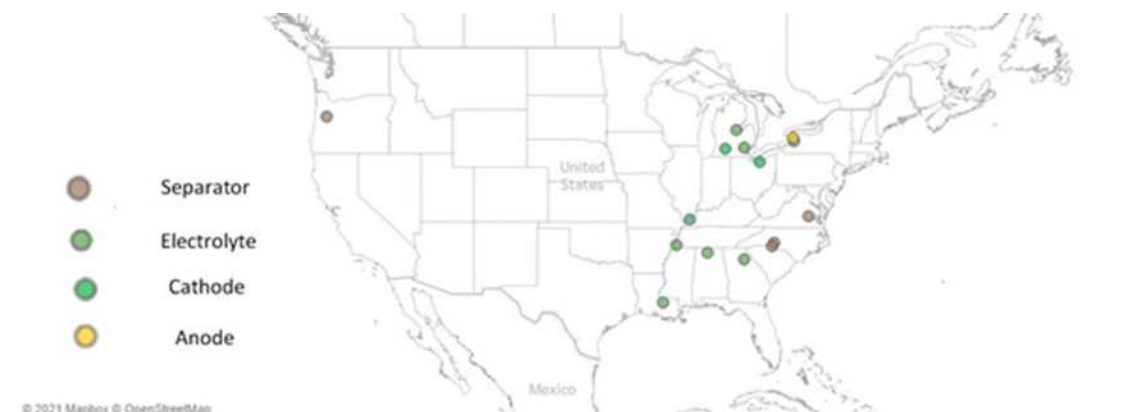 United
States
Separator
Electrolyte
Cathode
Anode
Mexico
© 2021 Mapbox © OpenStreetMap